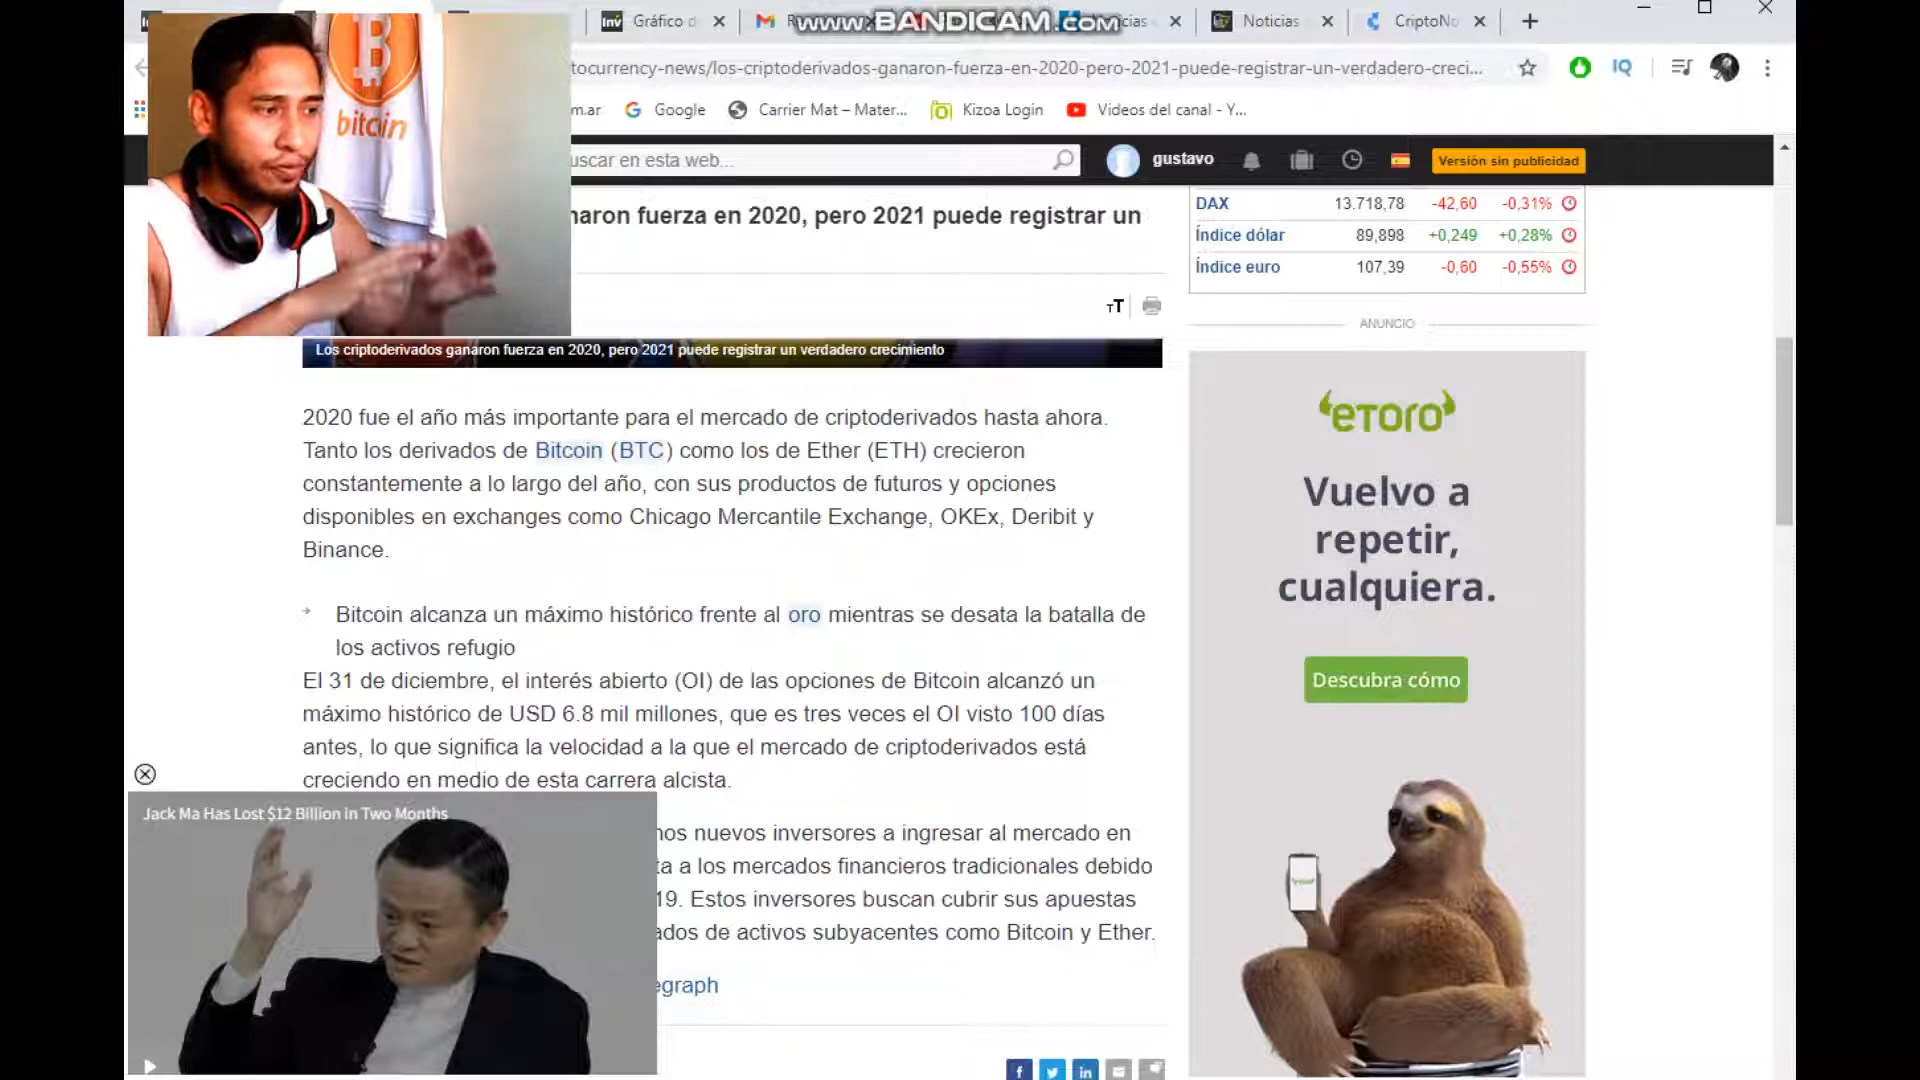 Inv Gráfico d
www.BANDICAM.com
Noticias
CriptoNo
tocurrency-news/los-criptoderivados-ganaron-fuerza-en-2020-pero-2021-puede-registrar-un-verdadero-creci...
IQ
m.ar
Google
Carrier Mat – Mater...
Kizoa Login
Videos del canal - Y...
bitcoin
uscar en esta web...
gustavo
Versión sin publicidad
naron fuerza en 2020, pero 2021 puede registrar un
DAX 13.718,78 -42,60 -0,31%
Índice dólar 89,898 +0,249 +0,28%
Índice euro 107,39 -0,60 -0,55%
TT
ANUNCIO
Los criptoderivados ganaron fuerza en 2020, pero 2021 puede registrar un verdadero crecimiento
2020 fue el año más importante para el mercado de criptoderivados hasta ahora.
Tanto los derivados de Bitcoin (BTC) como los de Ether (ETH) crecieron
constantemente a lo largo del año, con sus productos de futuros y opciones
disponibles en exchanges como Chicago Mercantile Exchange, OKEx, Deribit y
Binance.
Bitcoin alcanza un máximo histórico frente al oro mientras se desata la batalla de
los activos refugio
El 31 de diciembre, el interés abierto (OI) de las opciones de Bitcoin alcanzó un
máximo histórico de USD 6.8 mil millones, que es tres veces el OI visto 100 días
antes, lo que significa la velocidad a la que el mercado de criptoderivados está
creciendo en medio de esta carrera alcista.
nos nuevos inversores a ingresar al mercado en
ta a los mercados financieros tradicionales debido
19. Estos inversores buscan cubrir sus apuestas
ados de activos subyacentes como Bitcoin y Ether.
egraph
Jack Ma Has Lost $12 Billion in Two Months
etoro
Vuelvo a
repetir,
cualquiera.
Descubra cómo